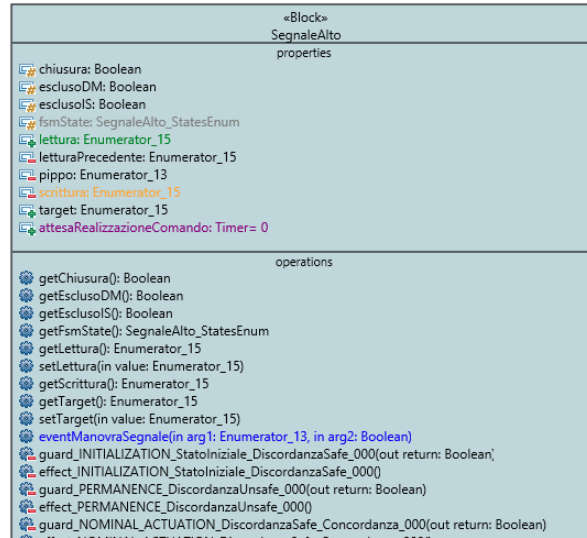 «Block»
SegnaleAlto
properties
chiusura: Boolean
esclusoDM: Boolean
esclusoIS: Boolean
fsmState: SegnaleAlto_StatesEnum
lettura: Enumerator_15
letturaPrecedente: Enumerator_15
pippo: Enumerator_13
scrittura: Enumerator_15
target: Enumerator_15
attesaRealizzazioneComando: Timer= 0
operations
getChiusura(): Boolean
getEsclusoDM(): Boolean
getEsclusoIS(): Boolean
getFsmState(): SegnaleAlto_StatesEnum
getLettura(): Enumerator_15
setLettura(in value: Enumerator_15)
getScrittura(): Enumerator_15
getTarget(): Enumerator_15
setTarget(in value: Enumerator_15)
eventManovraSegnale(in arg1: Enumerator_13, in arg2: Boolean)
guard_INITIALIZATION_StatoIniziale_DiscordanzaSafe_000(out return: Boolean)
effect_INITIALIZATION_StatoIniziale_DiscordanzaSafe_000()
guard_PERMANENCE_DiscordanzaUnsafe_000(out return: Boolean)
effect_PERMANENCE_DiscordanzaUnsafe_000()
guard_NOMINAL_ACTUATION_DiscordanzaSafe_Concordanza_000(out return: Boolean)